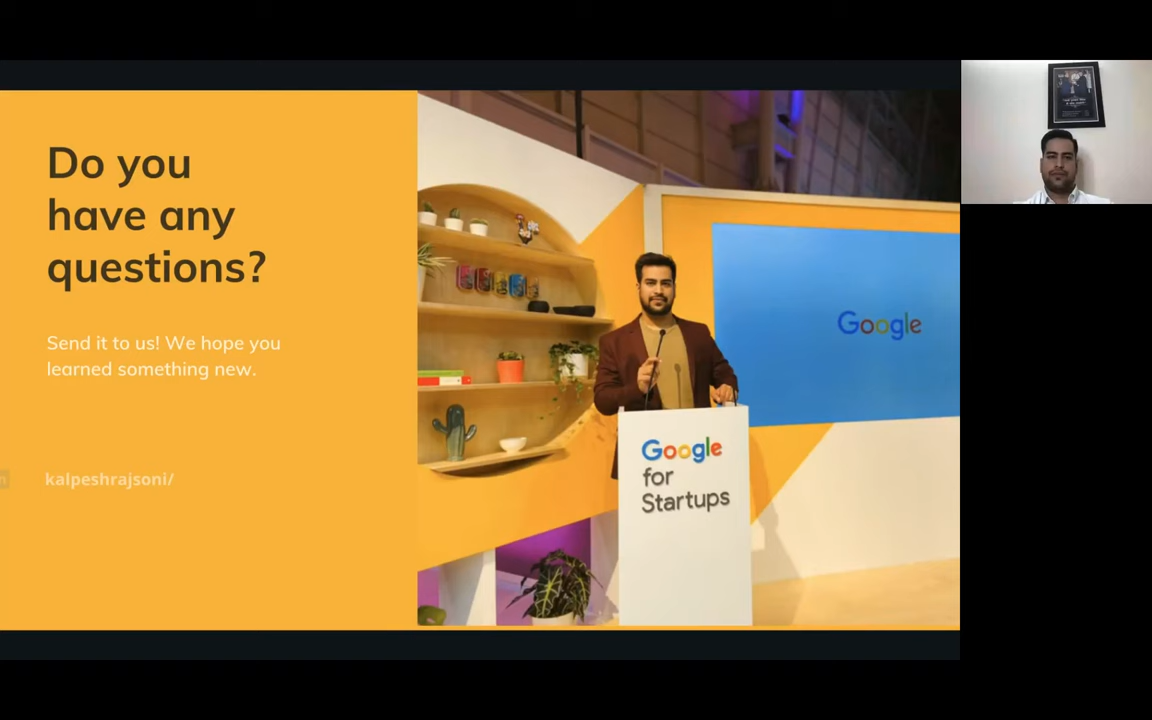 Do you
have any
questions?
Send it to us! We hope you
learned something new.
kalpeshrajsoni/
Google
Google
for
Startups